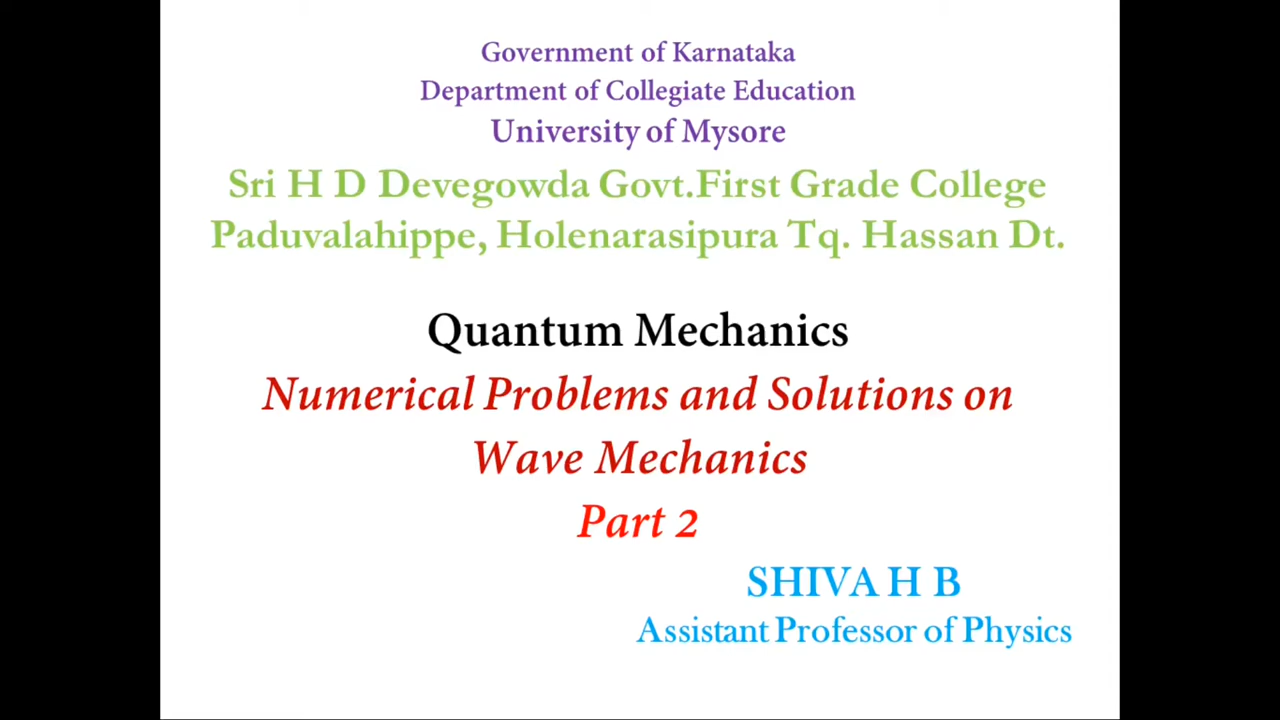 Government of Karnataka
Department of Collegiate Education
University of Mysore
Sri H D Devegowda Govt.First Grade College
Paduvalahippe, Holenarasipura Tq. Hassan Dt.
Quantum Mechanics
Numerical Problems and Solutions on
Wave Mechanics
Part 2
SHIVA H B
Assistant Professor of Physics